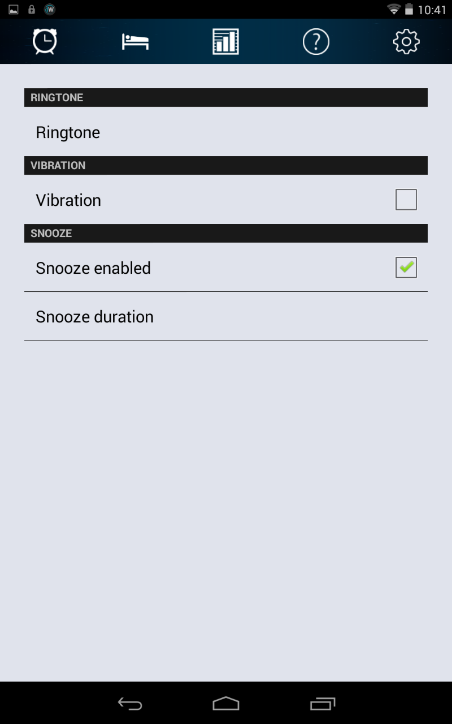 10:41
RINGTONE
Ringtone
VIBRATION
Vibration
SNOOZE
Snooze enabled
Snooze duration